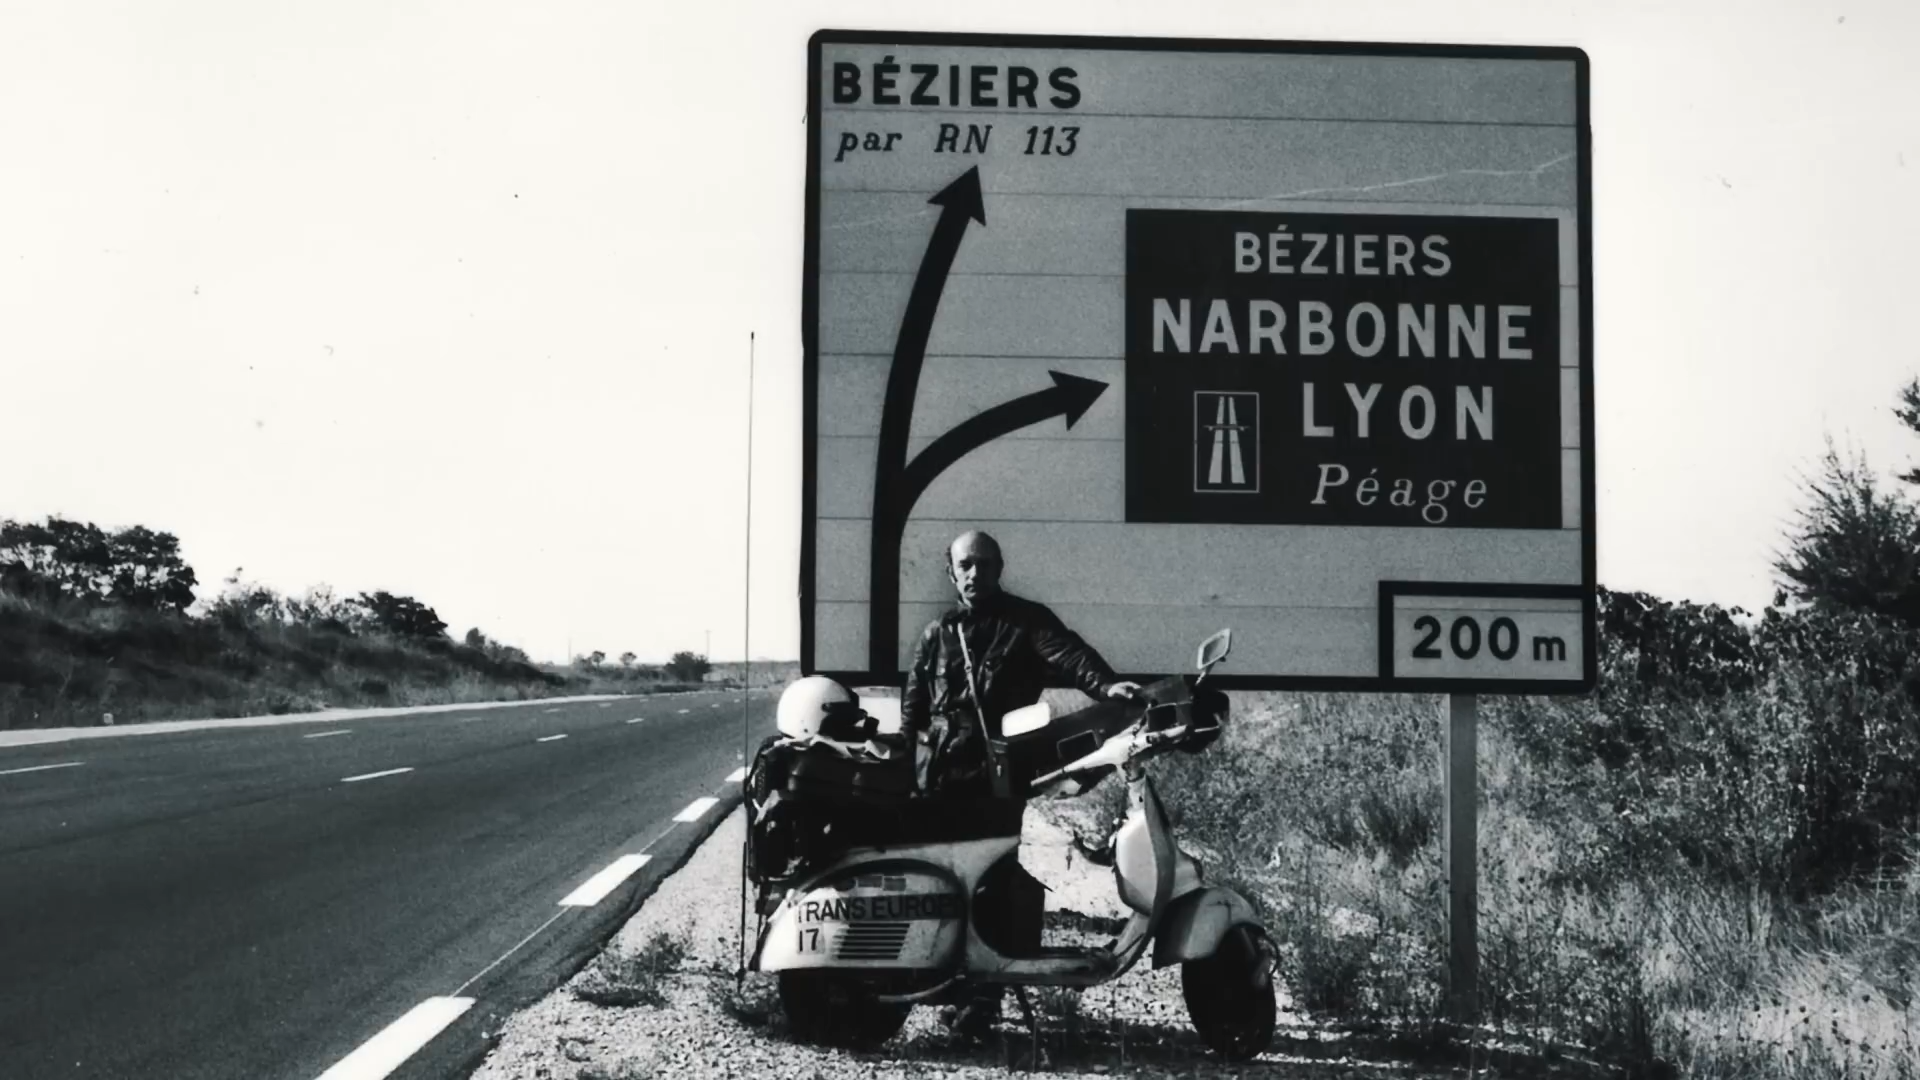 BÉZIERS
par RN 113
BÉZIERS
NARBONNE
LYON
Péage
200 m
TRANS EUROPE
17